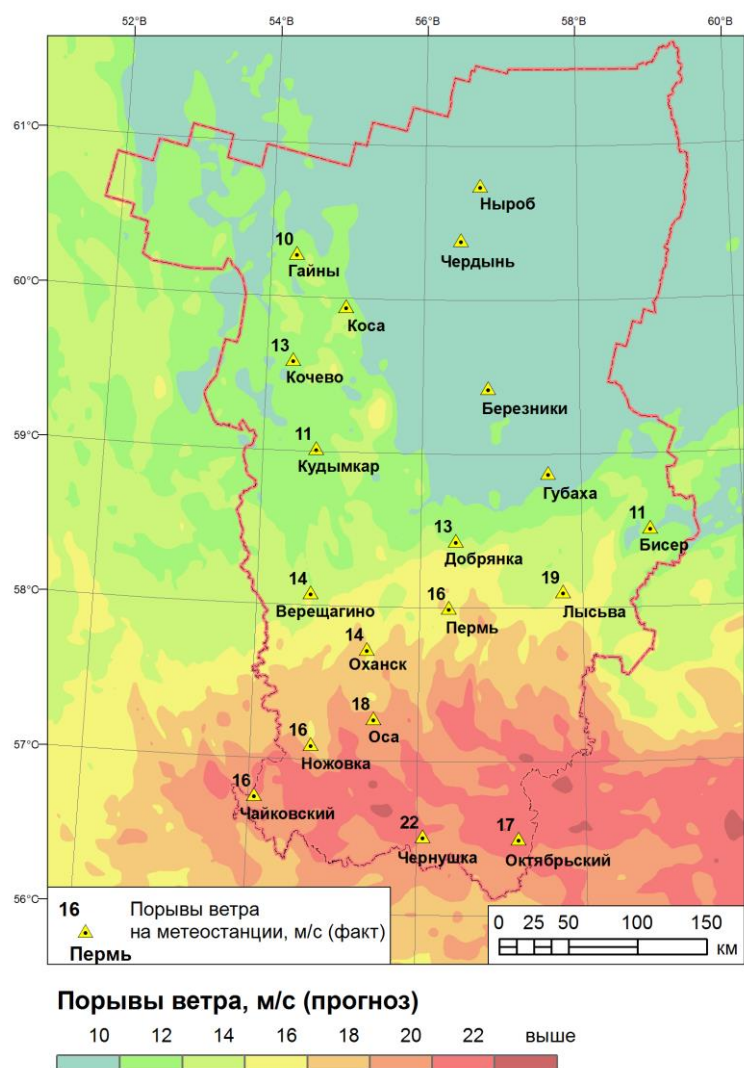 52°В 54°В 56°В 58°В 60°В
61°С
Ныроб
Чердынь
10
Гайны
60°С
Коса
13
Кочево
Березники
59°С
11
Кудымкар
Губаха
11
Бисер
13
Добрянка
58°С
14
Верещагино
16
Пермь
19
Лысьва
14
Оханск
18
Оса
57°С
16
Ножовка
16
Чайковский
22
Чернушка
17
Октябрьский
56°С
16 Порывы ветра
на метеостанции, м/с (факт)
Пермь
0 25 50 100 150
км
Порывы ветра, м/с (прогноз)
10 12 14 16 18 20 22 выше